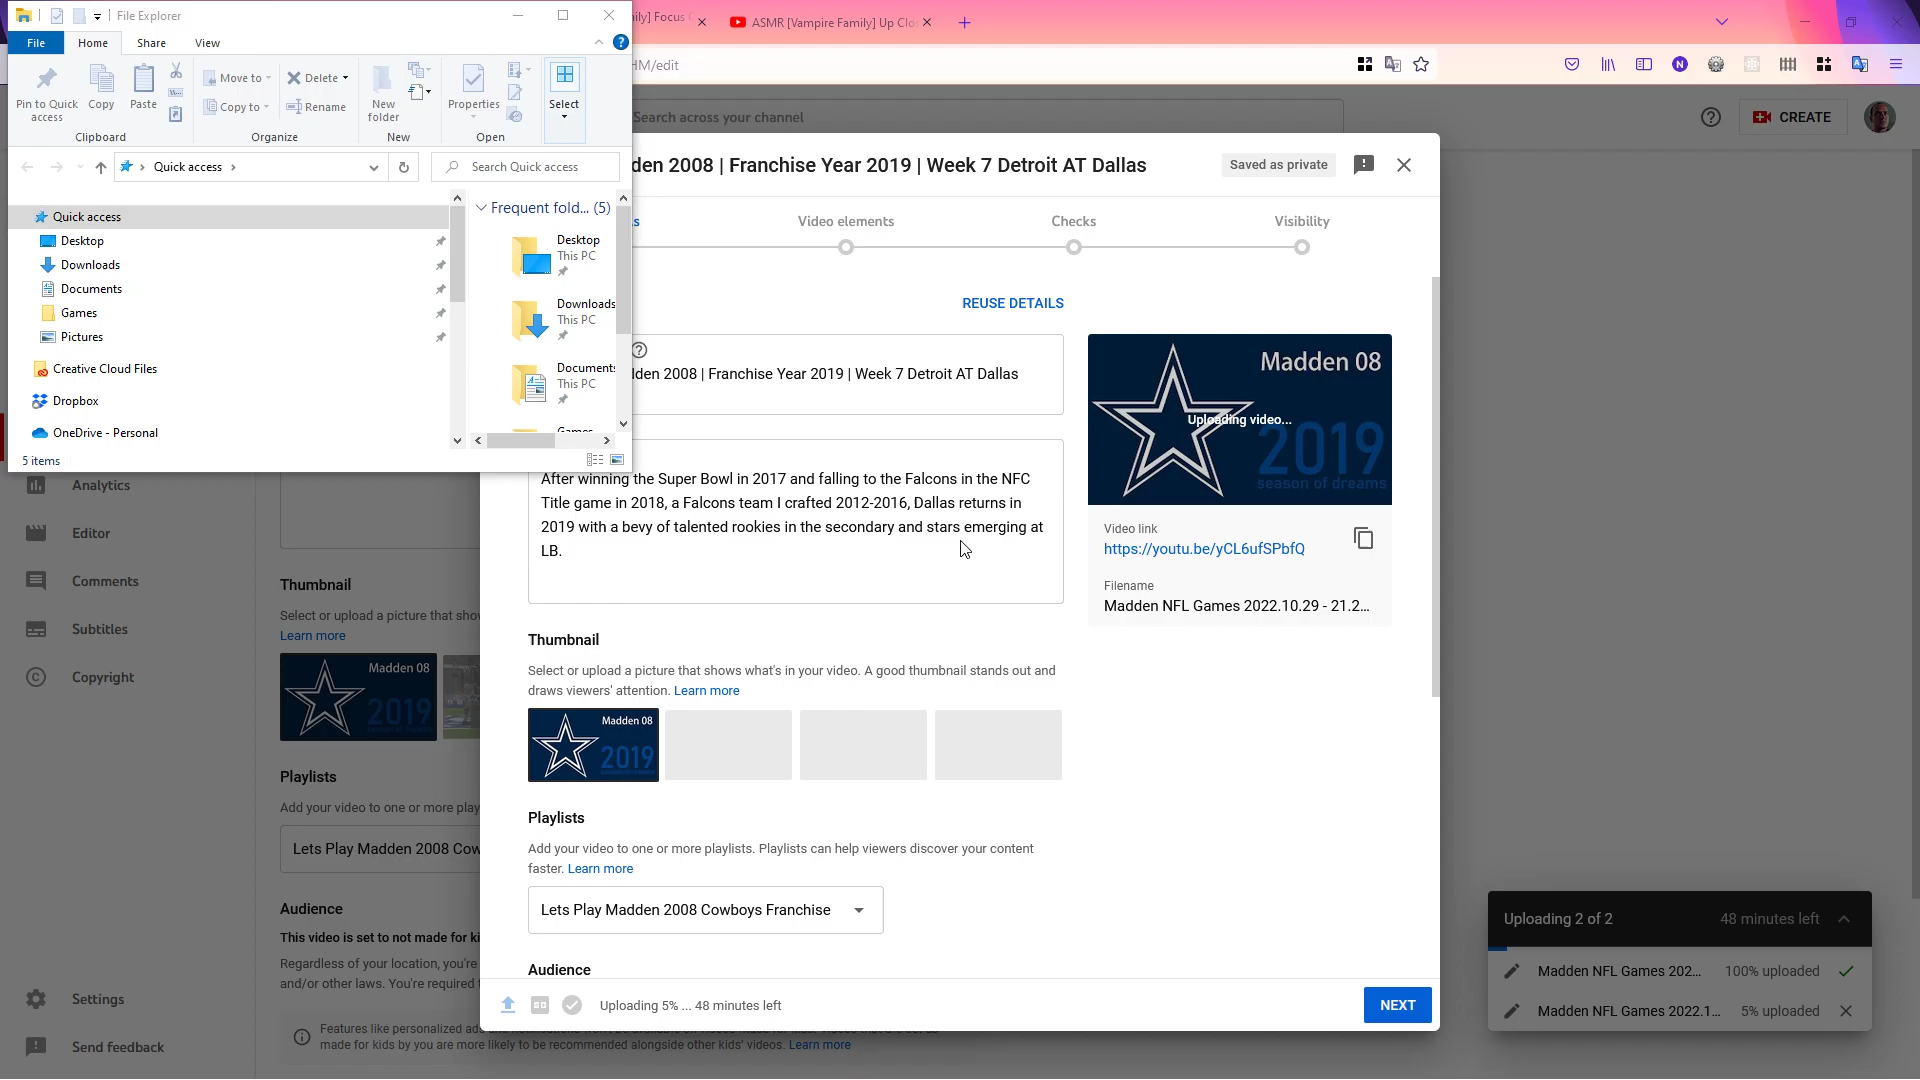 File Explorer
File
Home
Share
View
Pin to Quick access
Copy
Paste
Move to
Copy to
Delete
Rename
New folder
Properties
Select
Clipboard
Organize
New
Open
Quick access
Search Quick access
Quick access
Desktop
Downloads
Documents
Games
Pictures
Creative Cloud Files
Dropbox
OneDrive - Personal
5 items
Frequent fold... (5)
Desktop
This PC
Downloads
This PC
Documents
This PC
Games
ily] Focus
ASMR [Vampire Family] Up Clo
HM/edit
Search across your channel
CREATE
den 2008 | Franchise Year 2019 | Week 7 Detroit AT Dallas
Saved as private
ls
Video elements
Checks
Visibility
REUSE DETAILS
dden 2008 | Franchise Year 2019 | Week 7 Detroit AT Dallas
After winning the Super Bowl in 2017 and falling to the Falcons in the NFC
Title game in 2018, a Falcons team I crafted 2012-2016, Dallas returns in
2019 with a bevy of talented rookies in the secondary and stars emerging at
LB.
Madden 08
Uploading video...
2019
season of dreams
Video link
https://youtu.be/yCL6ufSPbfQ
Filename
Madden NFL Games 2022.10.29 - 21.2...
Thumbnail
Select or upload a picture that shows what's in your video. A good thumbnail stands out and
draws viewers' attention. Learn more
Madden 08
2019
Playlists
Add your video to one or more playlists. Playlists can help viewers discover your content
faster. Learn more
Lets Play Madden 2008 Cowboys Franchise
Audience
Uploading 5% ... 48 minutes left
NEXT
Analytics
Editor
Comments
Subtitles
Copyright
Settings
Send feedback
Thumbnail
Select or upload a picture that show
Learn more
Madden 08
2019
Playlists
Add your video to one or more play
Lets Play Madden 2008 Cow
Audience
This video is set to not made for ki
Regardless of your location, you're
and/or other laws. You're required
Features like personalized ads
made for kids by you are more likely to be recommended alongside other kids' videos. Learn more
Uploading 2 of 2
48 minutes left
Madden NFL Games 202...
100% uploaded
Madden NFL Games 2022.1...
5% uploaded